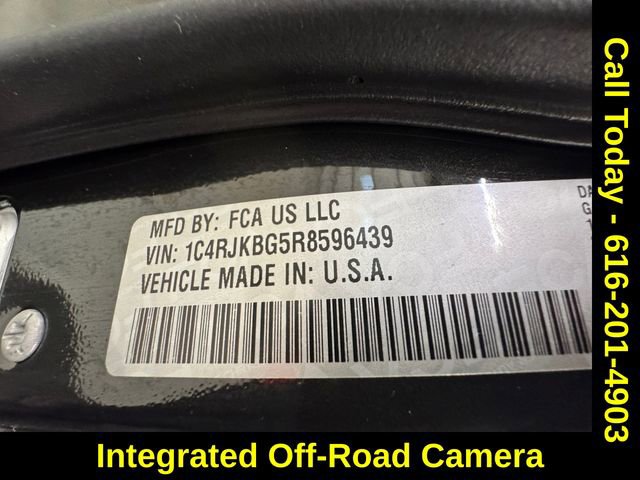 MFD BY: FCA US LLC
VIN: 1C4RJKBG5R8596439
VEHICLE MADE IN: U.S.A.
DA
G
Call Today - 616-201-4903
Integrated Off-Road Camera